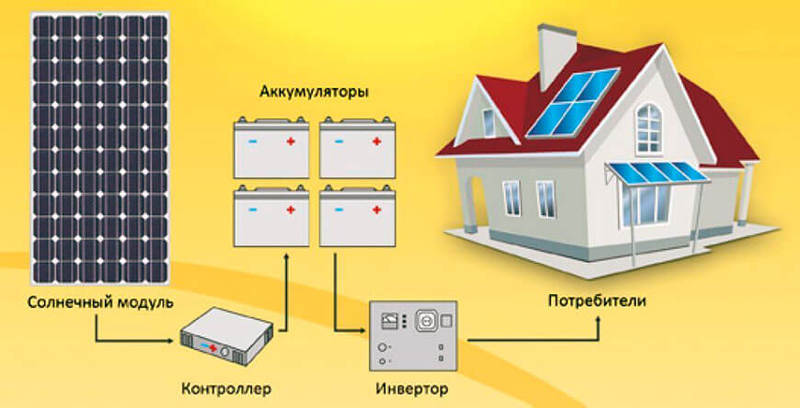 Аккумуляторы
Солнечный модуль
Потребители
Контроллер
Инвертор